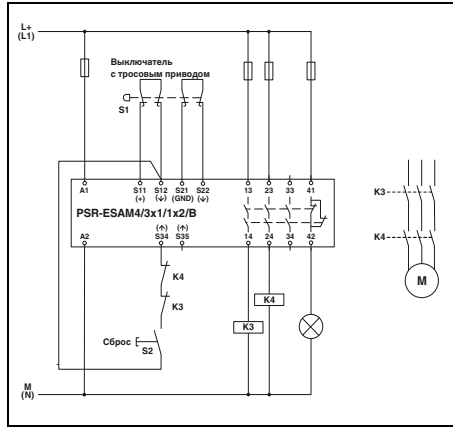 L+
(L1)
Выключатель
с тросовым приводом
S1
A1 S11 S12 S21 S22 13 23 33 41
(+) (↓) (GND) (↓)
PSR-ESAM4/3x1/1x2/B
(↑) (↑)
A2 S34 S35 14 24 34 42
K4
K3
Сброс
S2
K4
K3
M
(N)
K3
K4
M